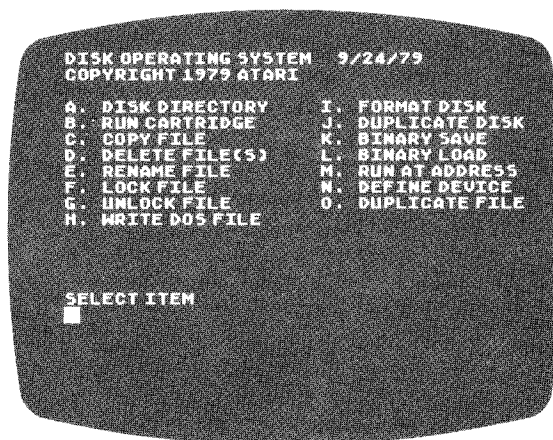 DISK OPERATING SYSTEM 9/24/79
COPYRIGHT 1979 ATARI
A. DISK DIRECTORY I. FORMAT DISK
B. RUN CARTRIDGE J. DUPLICATE DISK
C. COPY FILE K. BINARY SAVE
D. DELETE FILE(S) L. BINARY LOAD
E. RENAME FILE M. RUN AT ADDRESS
F. LOCK FILE N. DEFINE DEVICE
G. UNLOCK FILE O. DUPLICATE FILE
H. WRITE DOS FILE
SELECT ITEM